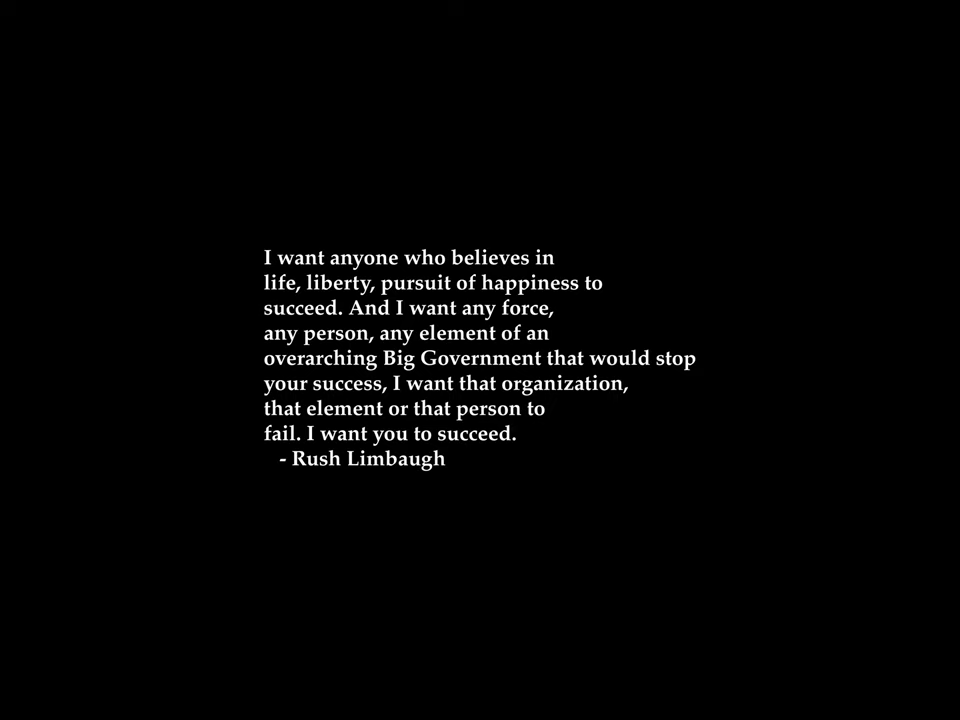 I want anyone who believes in
life, liberty, pursuit of happiness to
succeed. And I want any force,
any person, any element of an
overarching Big Government that would stop
your success, I want that organization,
that element or that person to
fail. I want you to succeed.
- Rush Limbaugh